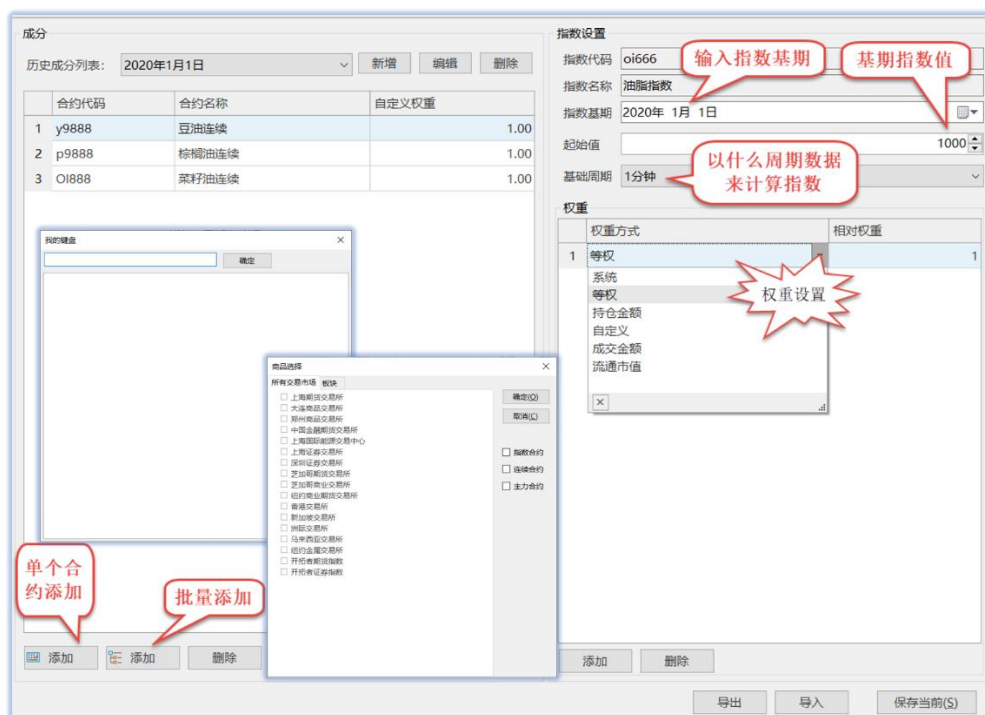 成分
历史成分列表: 2020年1月1日 新增 编辑 删除
合约代码 合约名称 自定义权重
1 y9888 豆油连续 1.00
2 p9888 棕榈油连续 1.00
3 OI888 菜籽油连续 1.00
我的键盘
确定
商品选择
所有交易市场 板块
上海期货交易所
大连商品交易所
郑州商品交易所
中国金融期货交易所
上海国际能源交易中心
上海证券交易所
深圳证券交易所
芝加哥期货交易所
芝加哥商业交易所
纽约商业期货交易所
香港交易所
新加坡交易所
洲际交易所
马来西亚交易所
纽约金属交易所
开拓者期货指数
开拓者证券指数
确定(O)
取消(C)
指数合约
连续合约
主力合约
单个合
约添加
批量添加
添加 添加 删除
指数设置
指数代码 oi666
指数名称 油脂指数
指数基期 2020年 1月 1日
起始值 1000
基础周期 1分钟
输入指数基期
基期指数值
以什么周期数据
来计算指数
权重
权重方式 相对权重
1 等权 1
系统
等权
持仓金额
自定义
成交金额
流通市值
权重设置
添加 删除
导出 导入 保存当前(S)